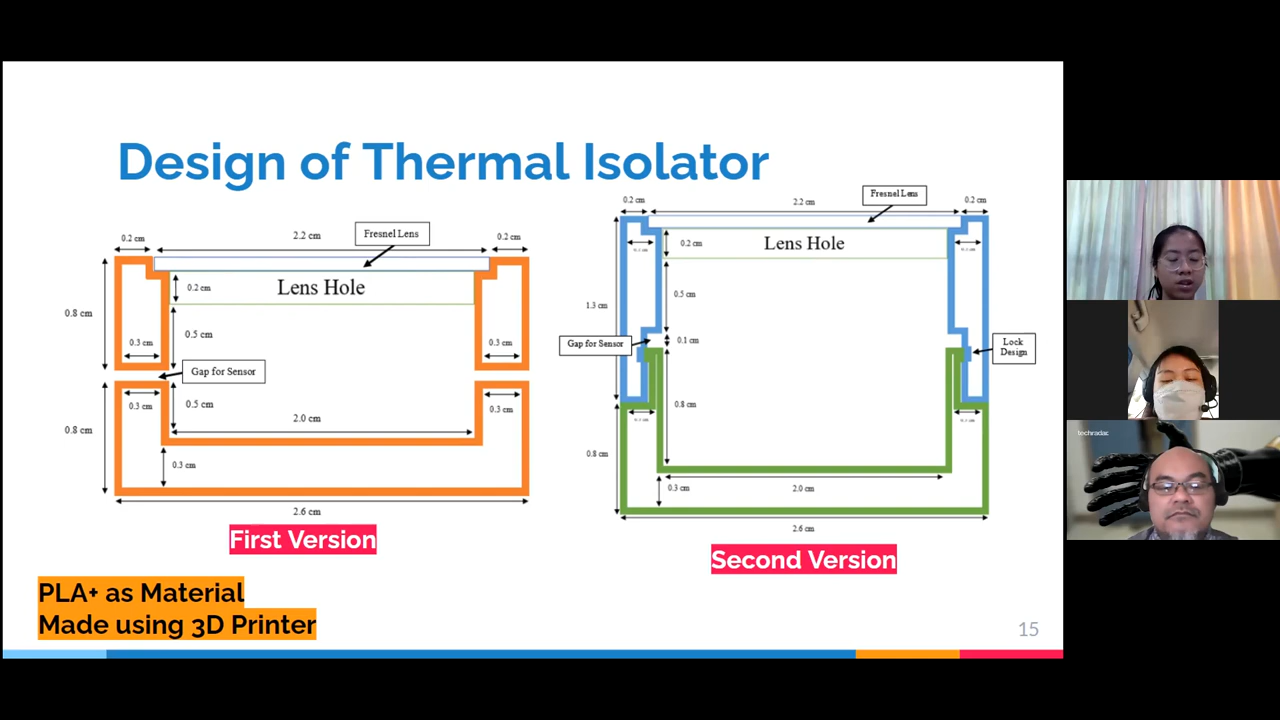 Design of Thermal Isolator
0.2 cm
2.2 cm
Fresnel Lens
0.2 cm
0.8 cm
0.2 cm
Lens Hole
0.5 cm
0.3 cm
0.3 cm
Gap for Sensor
0.8 cm
0.3 cm
0.5 cm
2.0 cm
0.3 cm
0.3 cm
2.6 cm
First Version
0.2 cm
2.2 cm
Fresnel Lens
0.2 cm
0.2 cm
Lens Hole
1.3 cm
0.5 cm
Gap for Sensor
0.1 cm
Lock
Design
0.8 cm
0.8 cm
0.3 cm
2.0 cm
2.6 cm
Second Version
PLA+ as Material
Made using 3D Printer
15
techradar